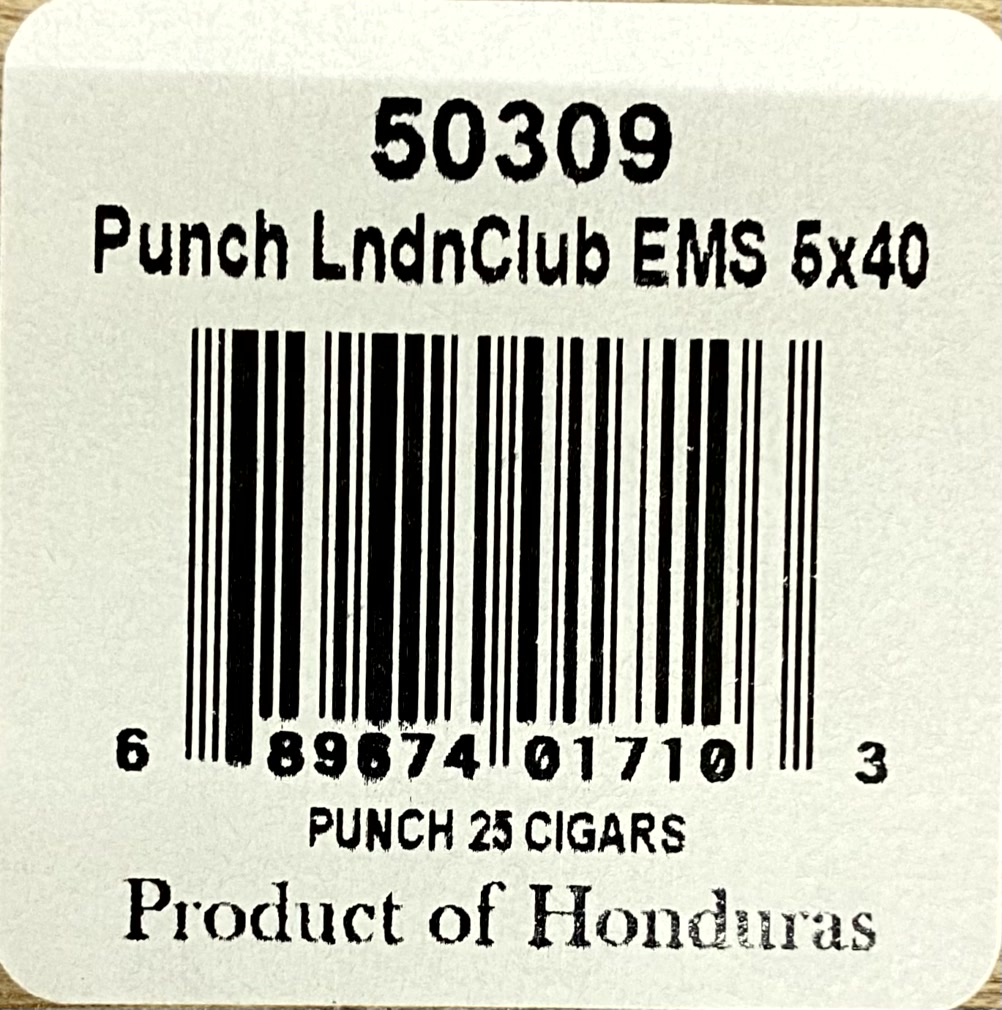 50309
Punch LndnClub EMS 5x40
6 89674 01710 3
PUNCH 25 CIGARS
Product of Honduras